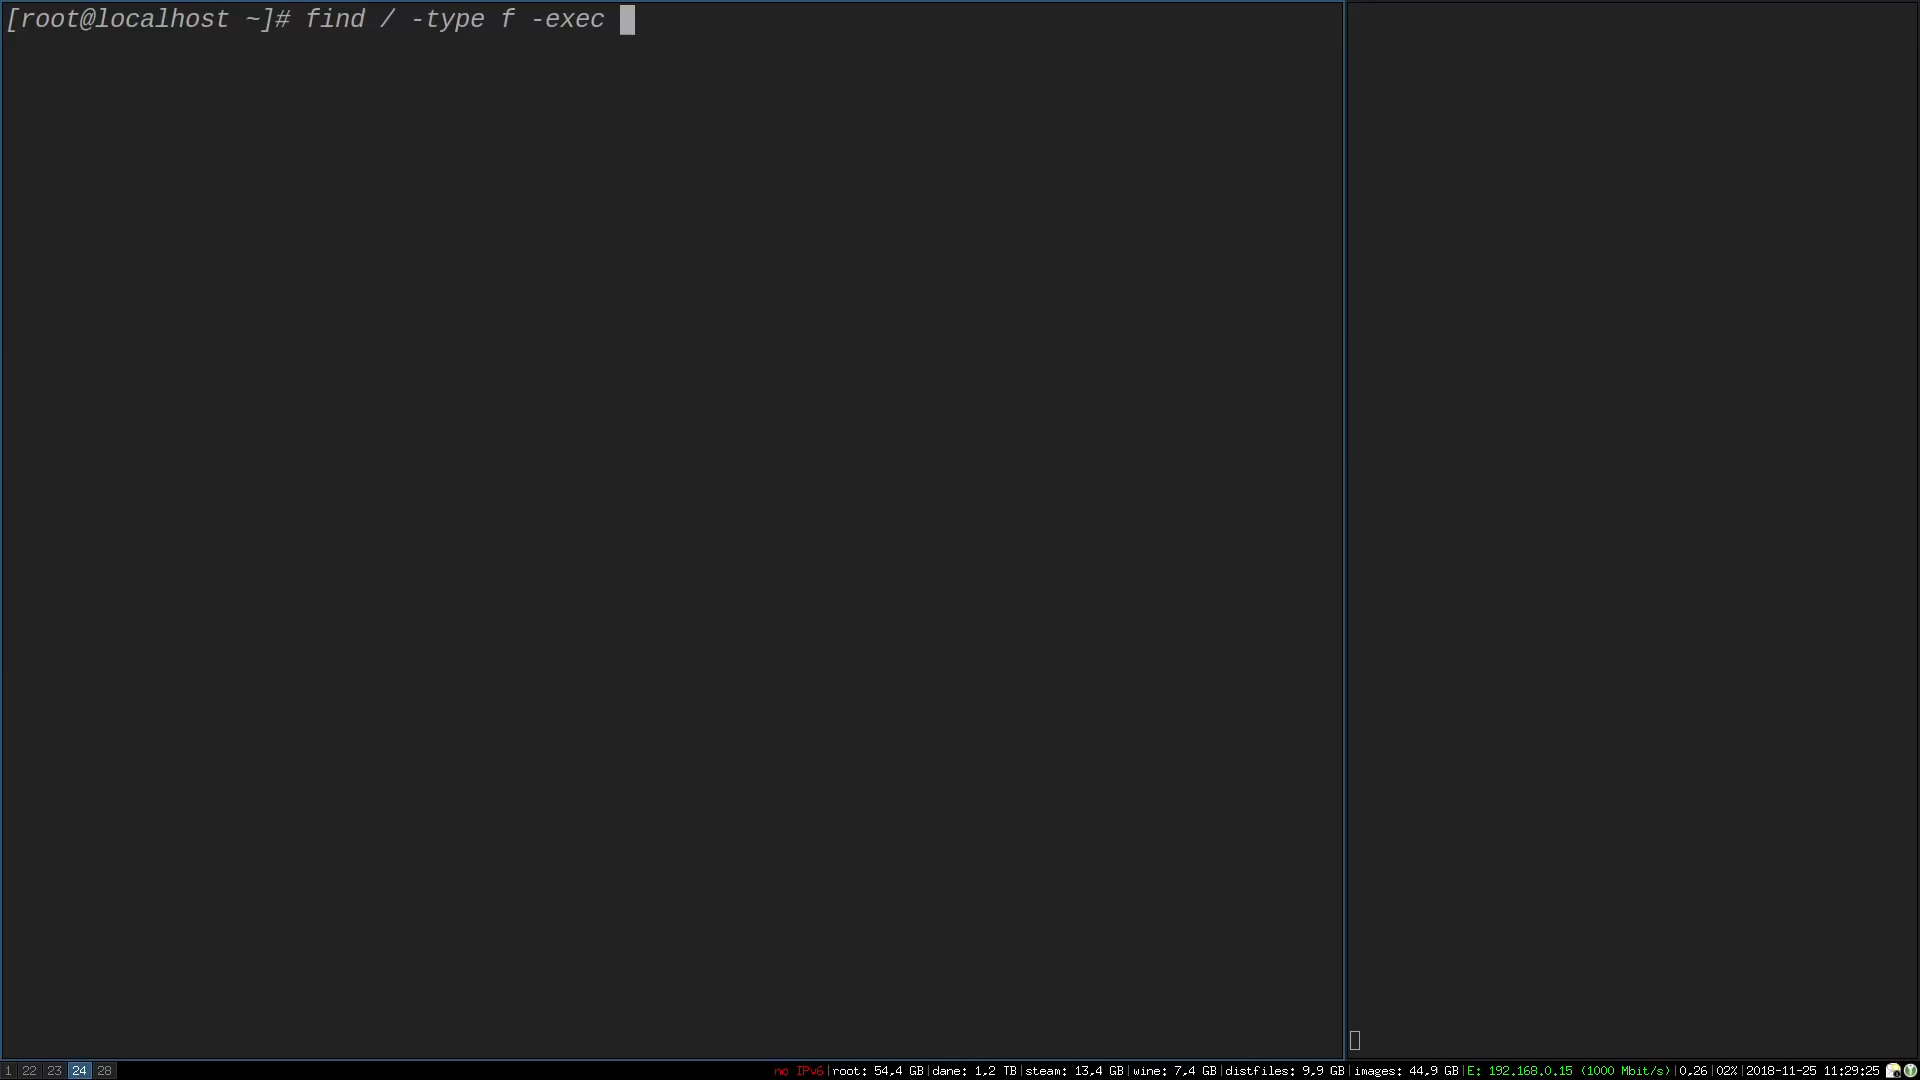 [root@localhost ~]# find / -type f -exec
1 22 23 24 28 no IPv6|root: 54,4 GB|dane: 1,2 TB|steam: 13,4 GB|wine: 7,4 GB|distfiles: 9,9 GB|images: 44,9 GB|E: 192.168.0.15 (1000 Mbit/s)|0,26|02%|2018-11-25 11:29:25